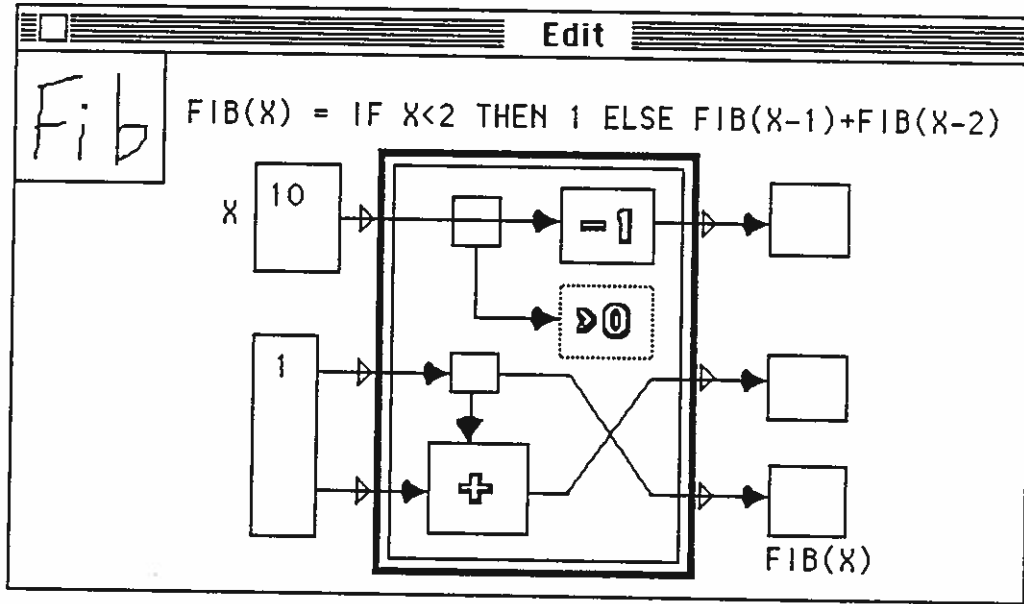 Edit
Fib
FIB(X) = IF X<2 THEN 1 ELSE FIB(X-1)+FIB(X-2)
X
10
-1
>0
1
+
FIB(X)